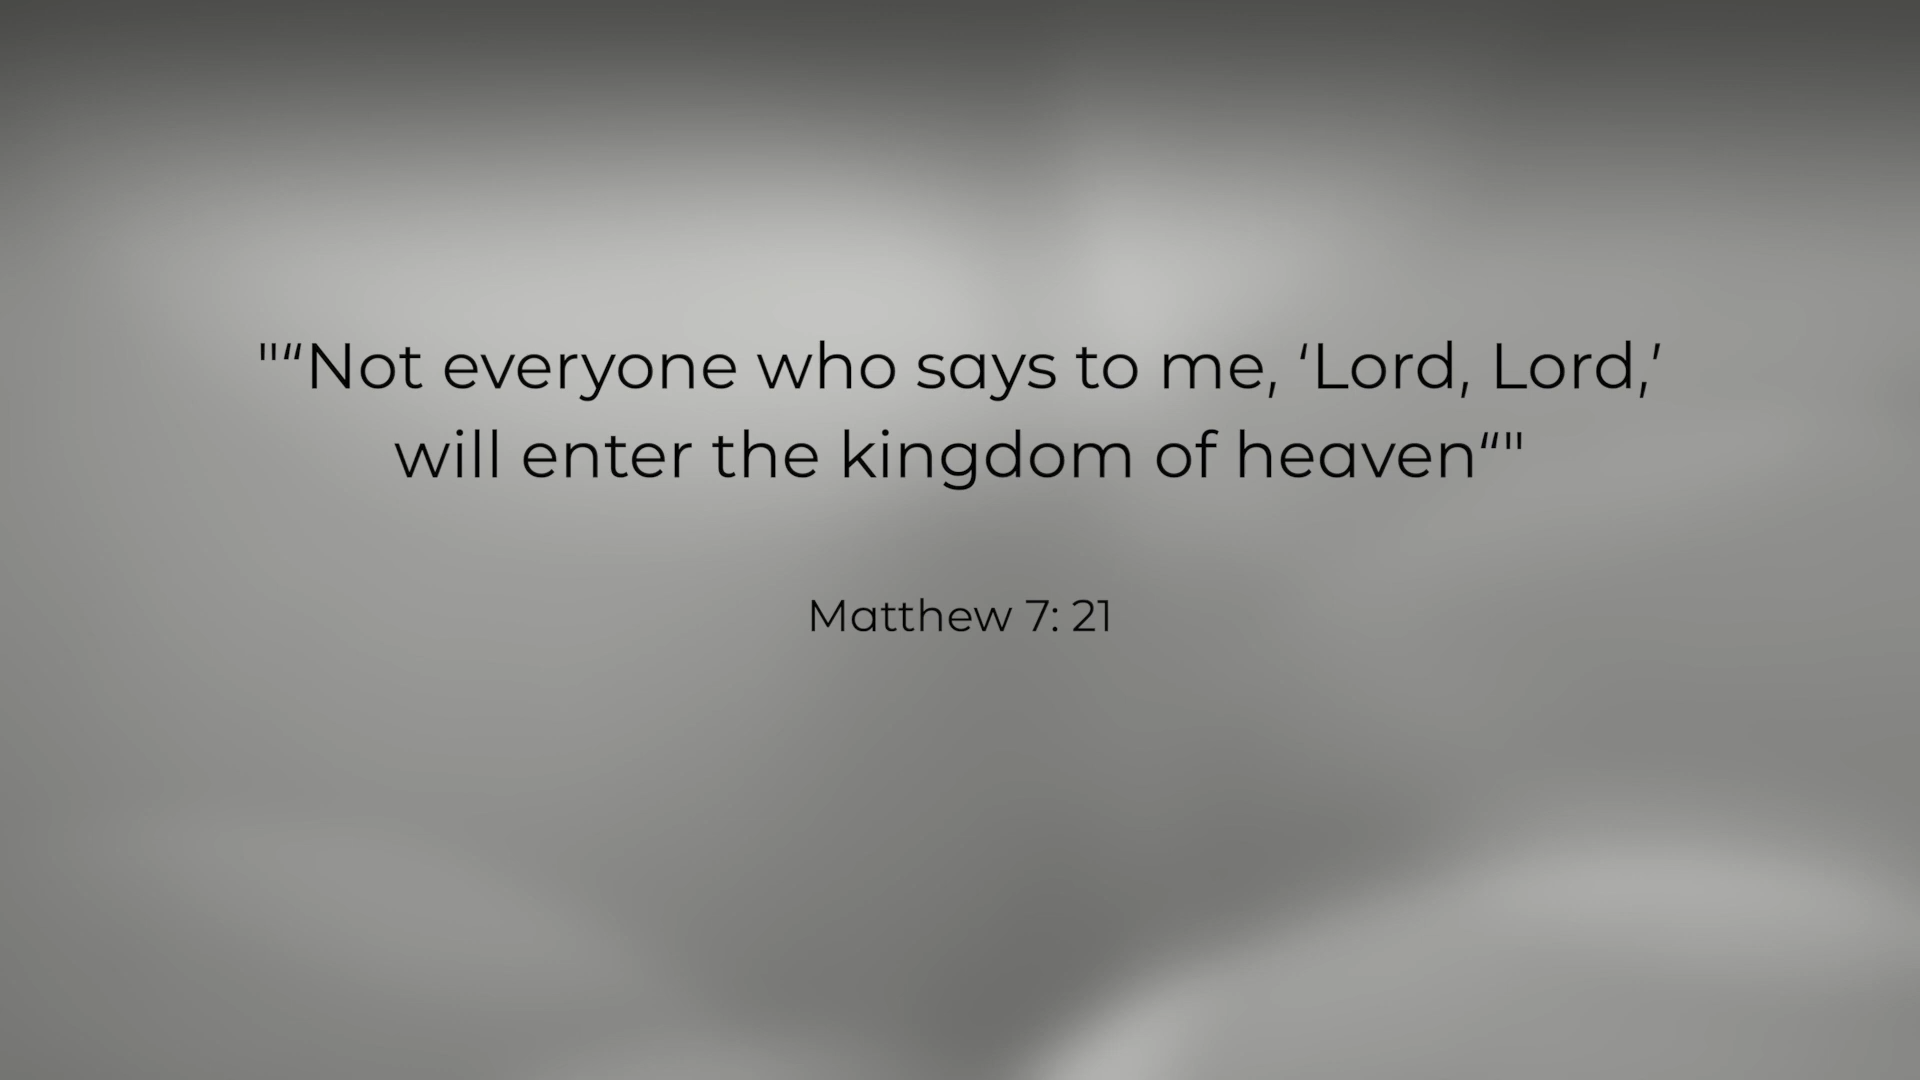 "“Not everyone who says to me, ‘Lord, Lord,’
will enter the kingdom of heaven“"
Matthew 7: 21